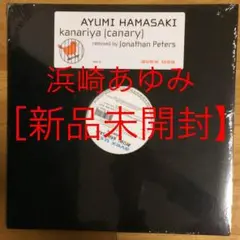 AYUMI HAMASAKI
kanariya [canary]
remixed by jonathan Peters
浜崎あゆみ
[新品未開封】